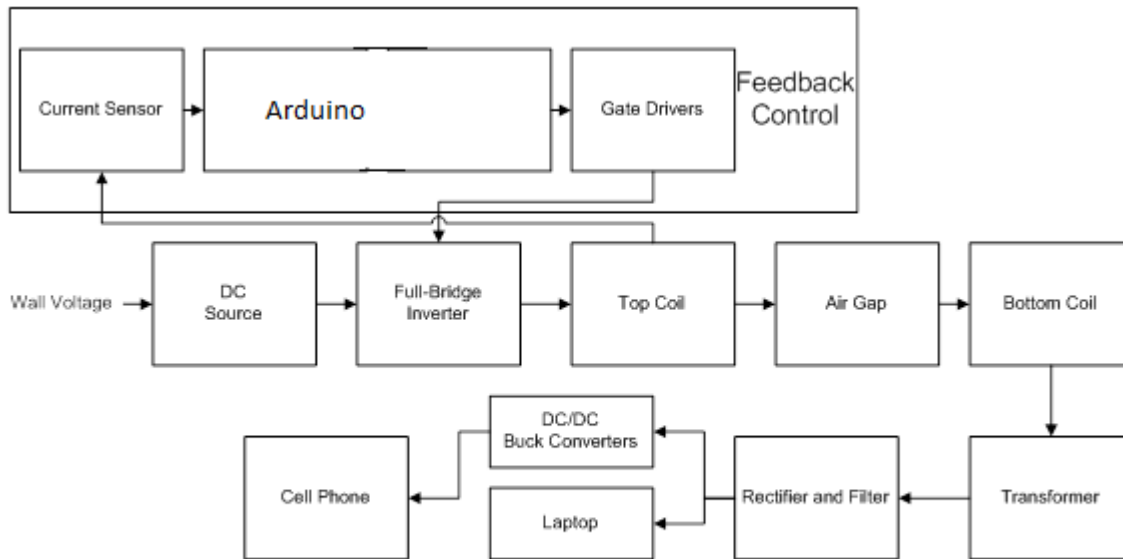 Current Sensor
Arduino
Gate Drivers
Feedback
Control
Wall Voltage
DC
Source
Full-Bridge
Inverter
Top Coil
Air Gap
Bottom Coil
DC/DC
Buck Converters
Cell Phone
Laptop
Rectifier and Filter
Transformer